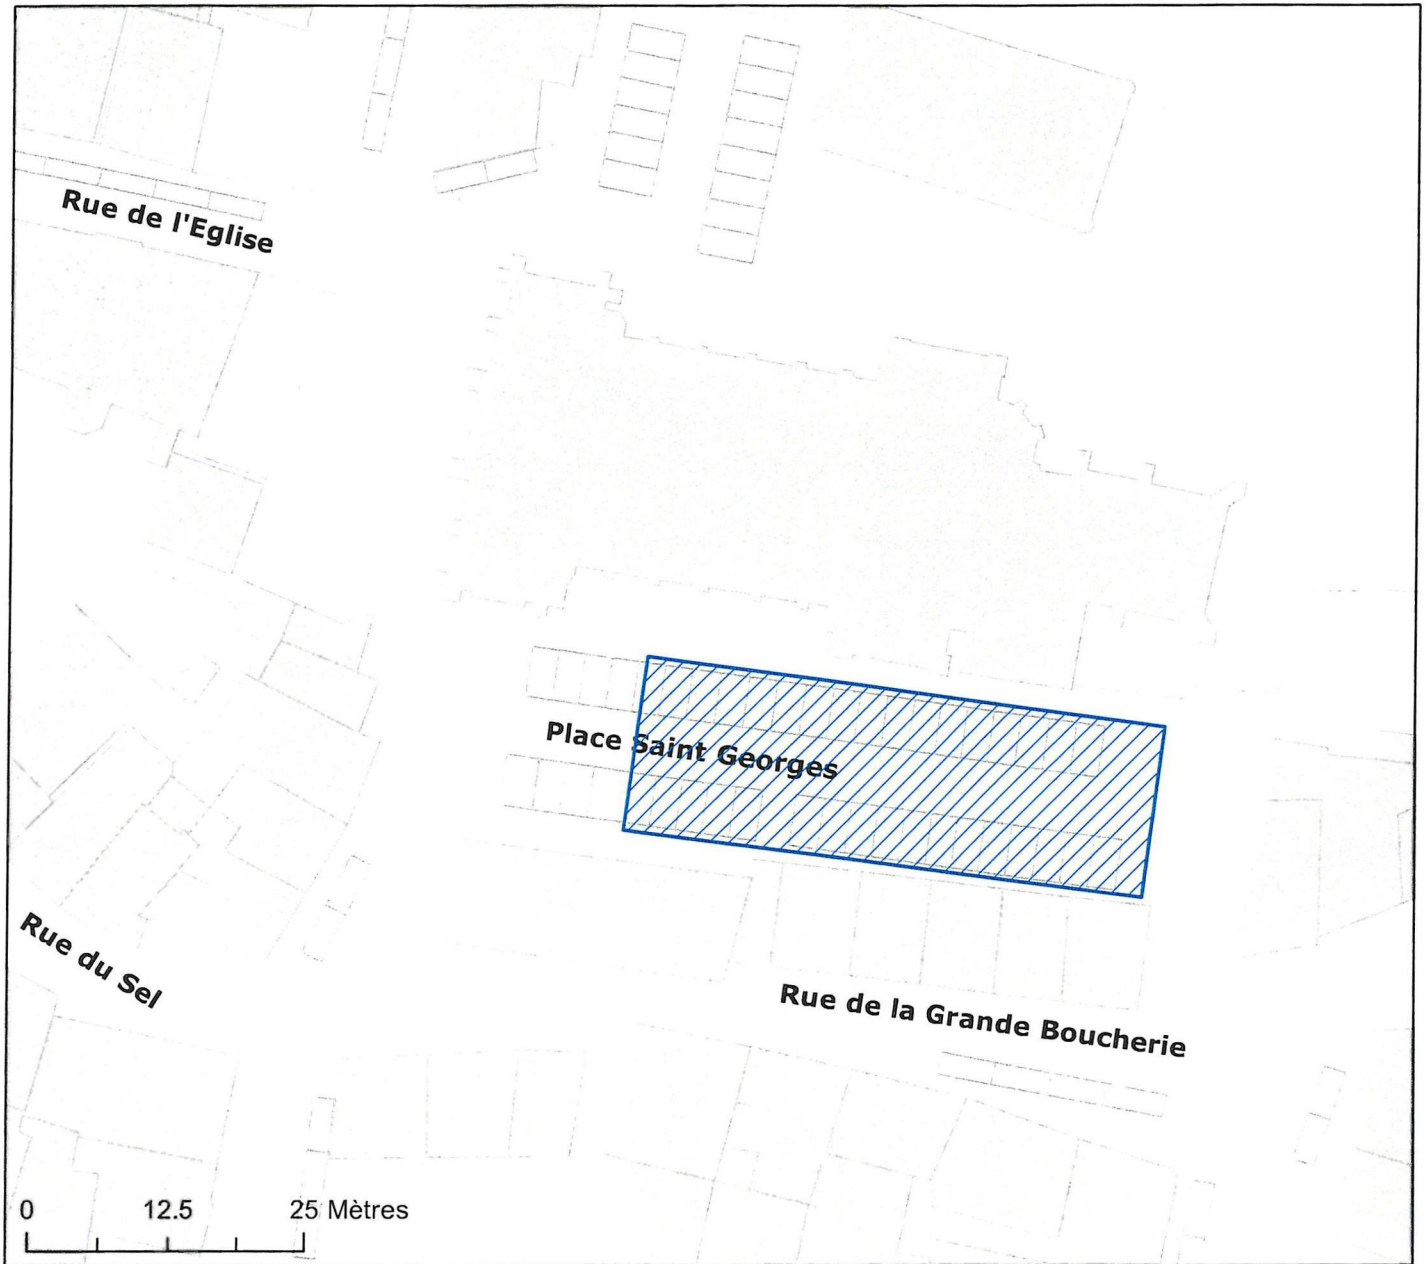 Rue de l'Eglise
Place Saint Georges
Rue du Sel
Rue de la Grande Boucherie
0 12.5 25 Mètres